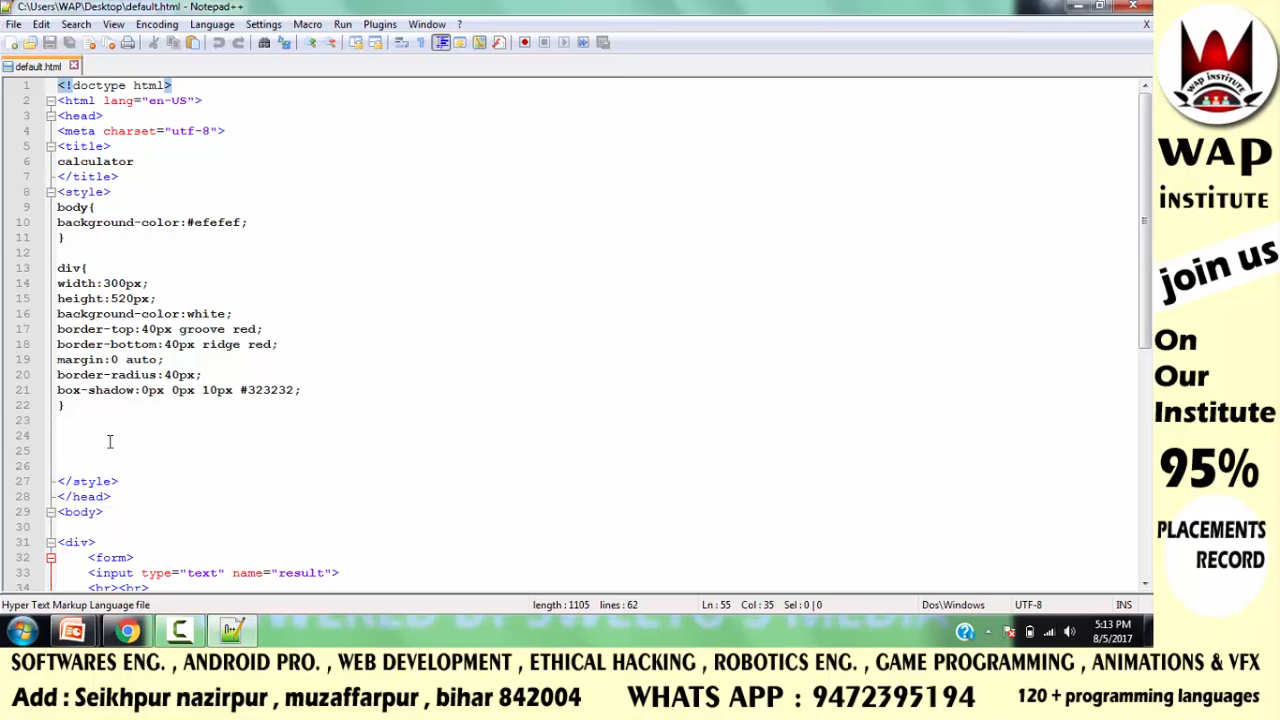 C:\Users\WAP\Desktop\default.html - Notepad++
File Edit Search View Encoding Language Settings Macro Run Plugins Window ? X
default.html
1 <!doctype html>
2 <html lang="en-US">
3 <head>
4 <meta charset="utf-8">
5 <title>
6 calculator
7 </title>
8 <style>
9 body{
10 background-color:#efefef;
11 }
12
13 div{
14 width:300px;
15 height:520px;
16 background-color:white;
17 border-top:40px groove red;
18 border-bottom:40px ridge red;
19 margin:0 auto;
20 border-radius:40px;
21 box-shadow:0px 0px 10px #323232;
22 }
23
24
25
26
27 </style>
28 </head>
29 <body>
30
31 <div>
32 <form>
33 <input type="text" name="result">
34 <br><br>
Hyper Text Markup Language file length : 1105 lines : 62 Ln : 55 Col : 35 Sel : 0 | 0 Dos\Windows UTF-8 INS
5:13 PM
8/5/2017
WAP INSTITUTE
WAP
INSTITUTE
join us
On
Our
Institute
95%
PLACEMENTS
RECORD
SOFTWARES ENG. , ANDROID PRO. , WEB DEVELOPMENT , ETHICAL HACKING , ROBOTICS ENG. , GAME PROGRAMMING , ANIMATIONS & VFX
Add : Seikhpur nazirpur , muzaffarpur , bihar 842004 WHATS APP : 9472395194 120 + programming languages